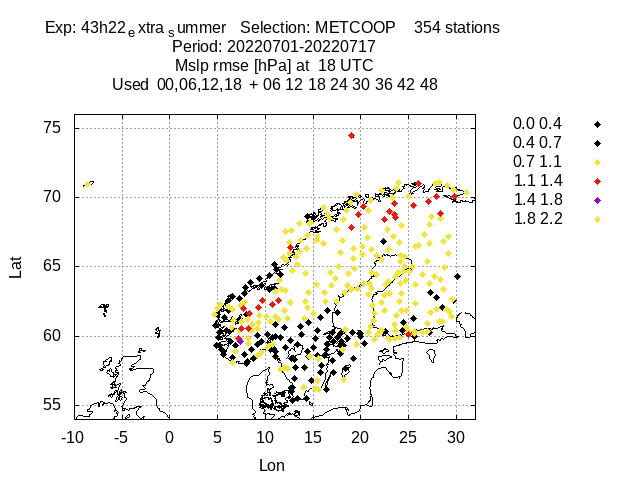 Exp: 43h22extrasummer Selection: METCOOP 354 stations
Period: 20220701-20220717
Mslp rmse [hPa] at 18 UTC
Used 00,06,12,18 + 06 12 18 24 30 36 42 48
0.0 0.4
0.4 0.7
0.7 1.1
1.1 1.4
1.4 1.8
1.8 2.2
75
70
65
60
55
Lat
-10 -5 0 5 10 15 20 25 30
Lon